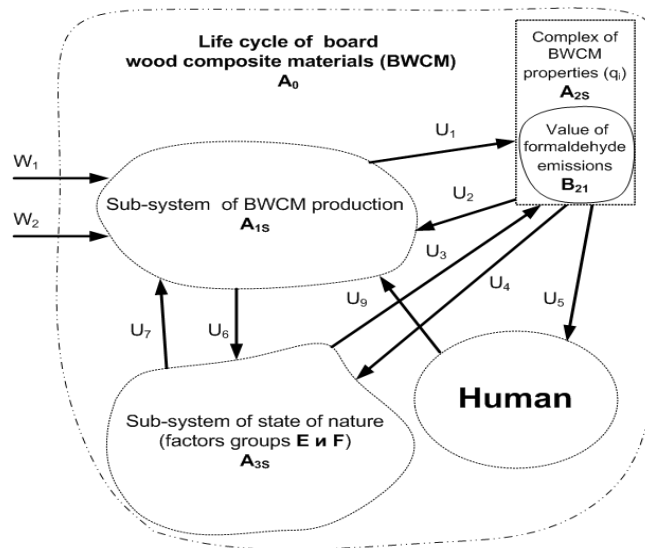 Life cycle of board
wood composite materials (BWCM)
A0
Complex of
BWCM
properties (qi)
A2S
Value of
formaldehyde
emissions
B21
W1
W2
U1
U2
Sub-system of BWCM production
A1S
U3
U4
U9
U5
U7
U6
Human
Sub-system of state of nature
(factors groups E и F)
A3S